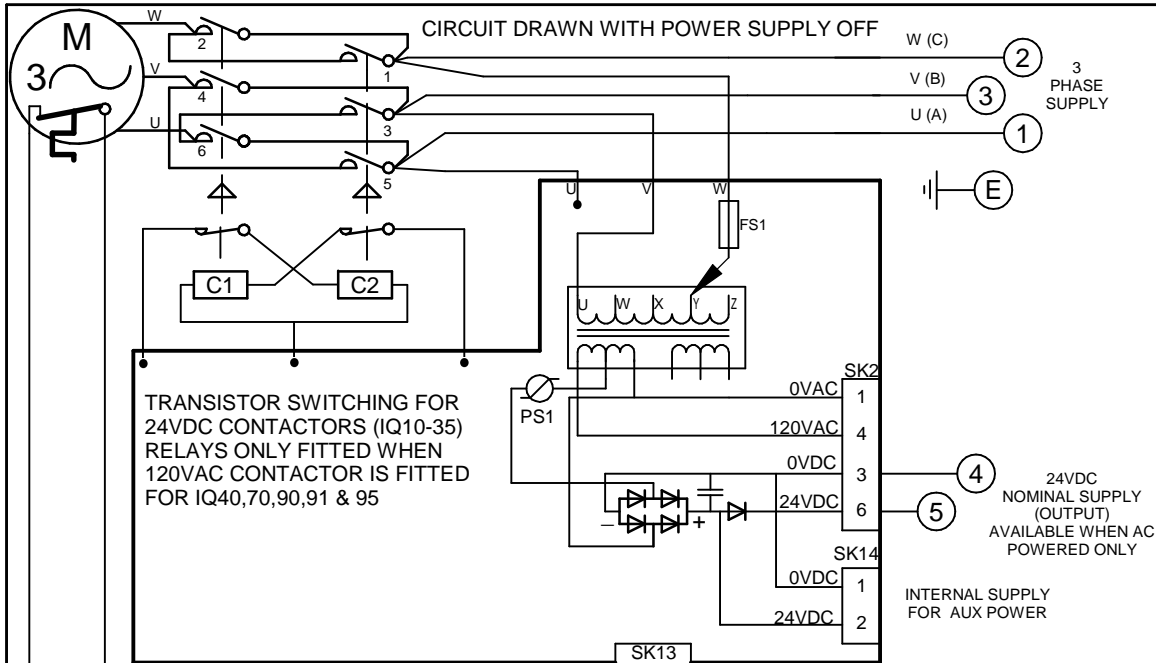 CIRCUIT DRAWN WITH POWER SUPPLY OFF
W
M
3
V
U
2
4
6
1
3
5
W (C)
2
V (B)
3
U (A)
1
3
PHASE
SUPPLY
E
U
V
W
FS1
C1
C2
U
W
X
Y
Z
PS1
TRANSISTOR SWITCHING FOR
24VDC CONTACTORS (IQ10-35)
RELAYS ONLY FITTED WHEN
120VAC CONTACTOR IS FITTED
FOR IQ40,70,90,91 & 95
SK2
0VAC
1
120VAC
4
0VDC
3
24VDC
6
4
5
24VDC
NOMINAL SUPPLY
(OUTPUT)
AVAILABLE WHEN AC
POWERED ONLY
–
+
SK14
0VDC
1
24VDC
2
INTERNAL SUPPLY
FOR AUX POWER
SK13